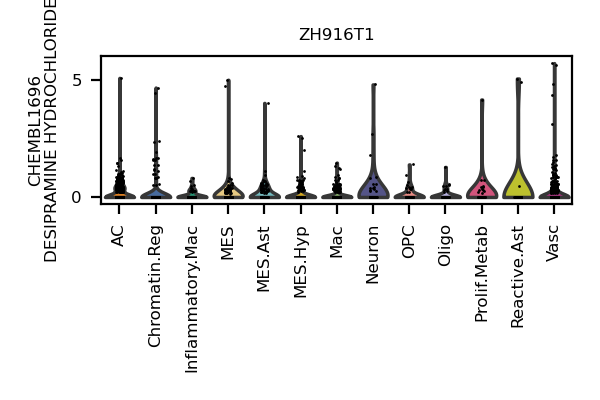 ZH916T1
CHEMBL1696
DESIPRAMINE HYDROCHLORIDE
5
0
AC
Chromatin.Reg
Inflammatory.Mac
MES
MES.Ast
MES.Hyp
Mac
Neuron
OPC
Oligo
Prolif.Metab
Reactive.Ast
Vasc